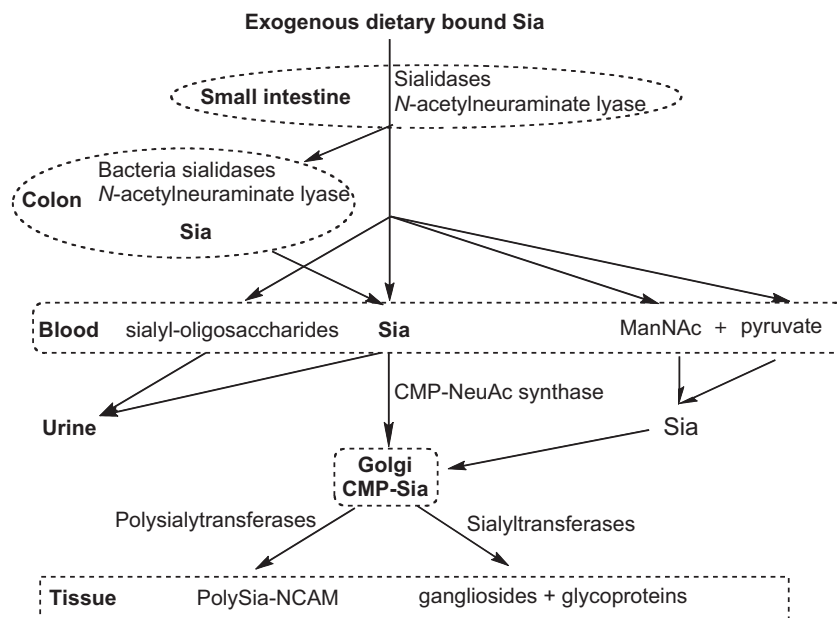 Exogenous dietary bound Sia
Small intestine
Sialidases
N-acetylneuraminate lyase
Bacteria sialidases
Colon N-acetylneuraminate lyase
Sia
Blood sialyl-oligosaccharides Sia ManNAc + pyruvate
CMP-NeuAc synthase
Urine
Sia
Golgi
CMP-Sia
Polysialytransferases
Sialyltransferases
Tissue PolySia-NCAM gangliosides + glycoproteins